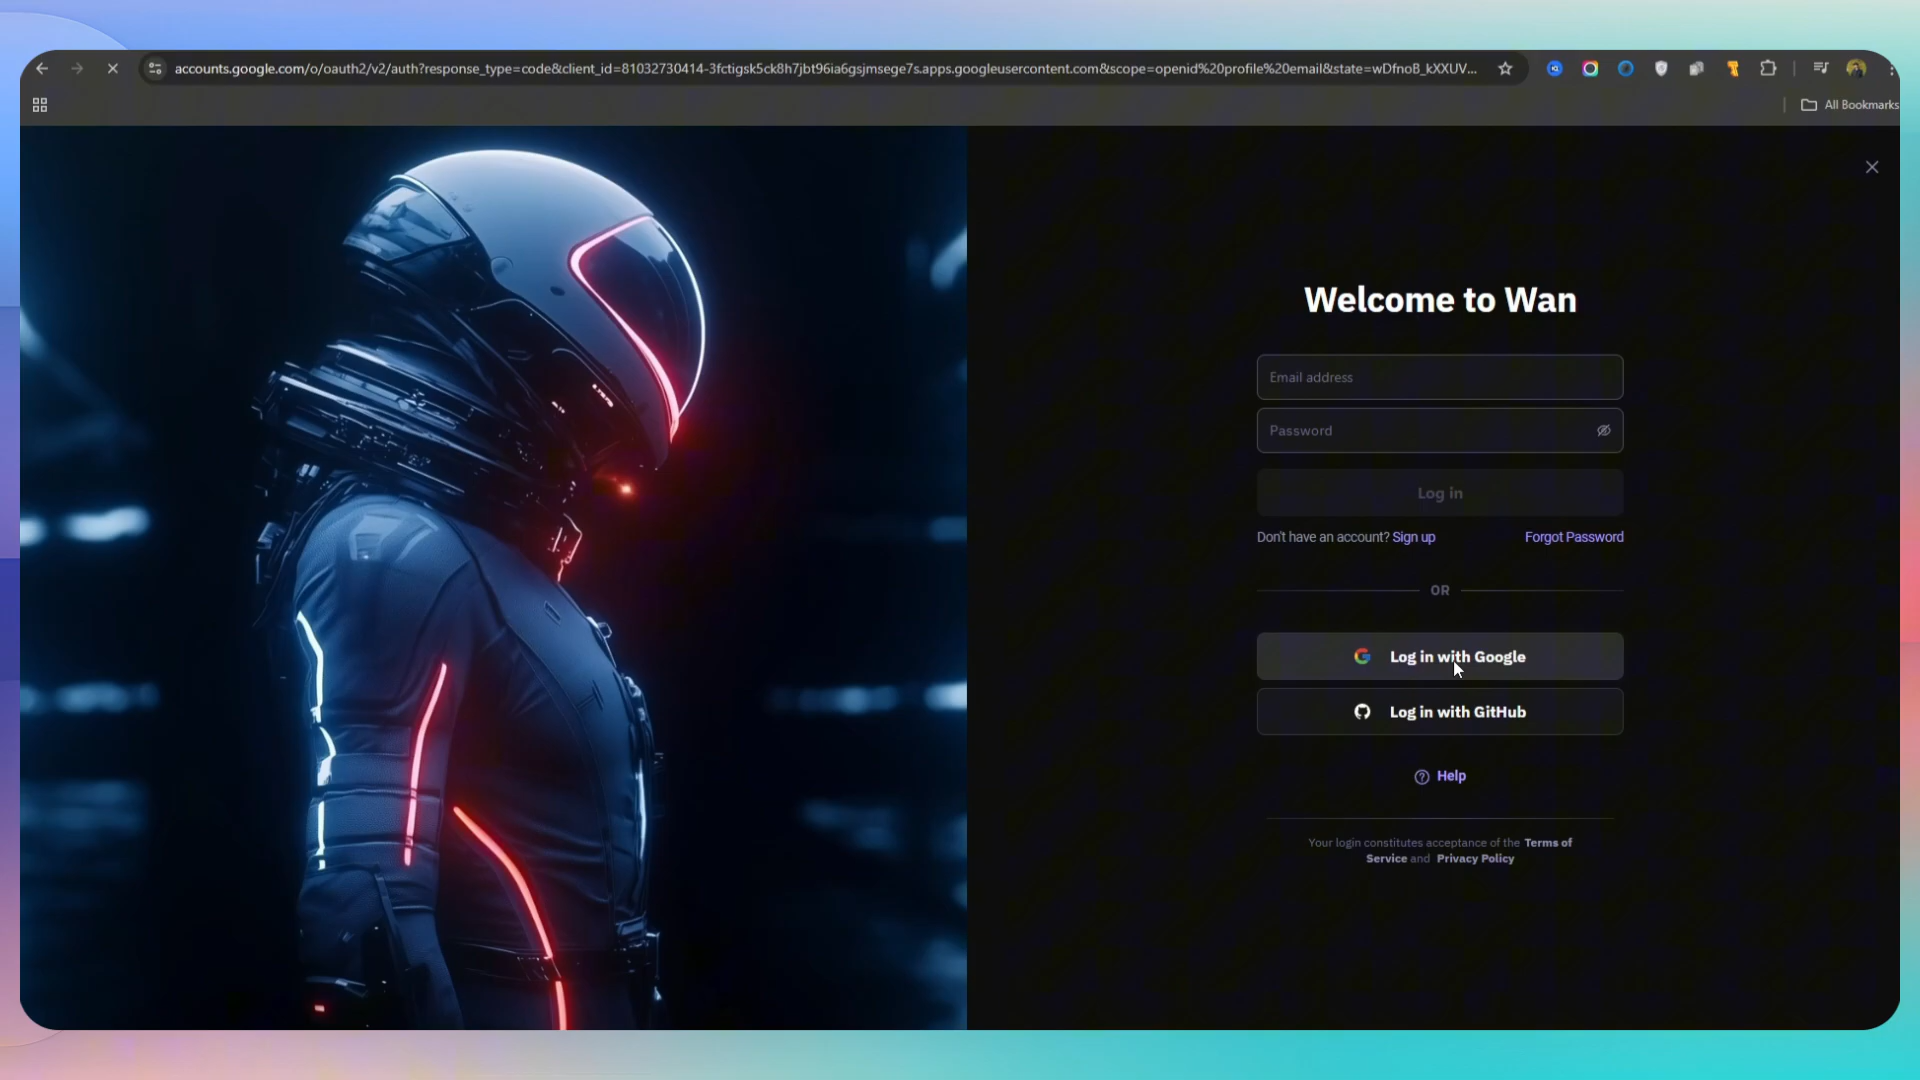 accounts.google.com/o/oauth2/v2/auth?response_type=code&client_id=81032730414-3fctigsk5ck8h7jbt96ia6gsjmsege7s.apps.googleusercontent.com&scope=openid%20profile%20email&state=wDfnoB_kXXUV...
All Bookmarks
Welcome to Wan
Email address
Password
Log in
Don't have an account? Sign up
Forgot Password
OR
Log in with Google
Log in with GitHub
Help
Your login constitutes acceptance of the Terms of
Service and Privacy Policy